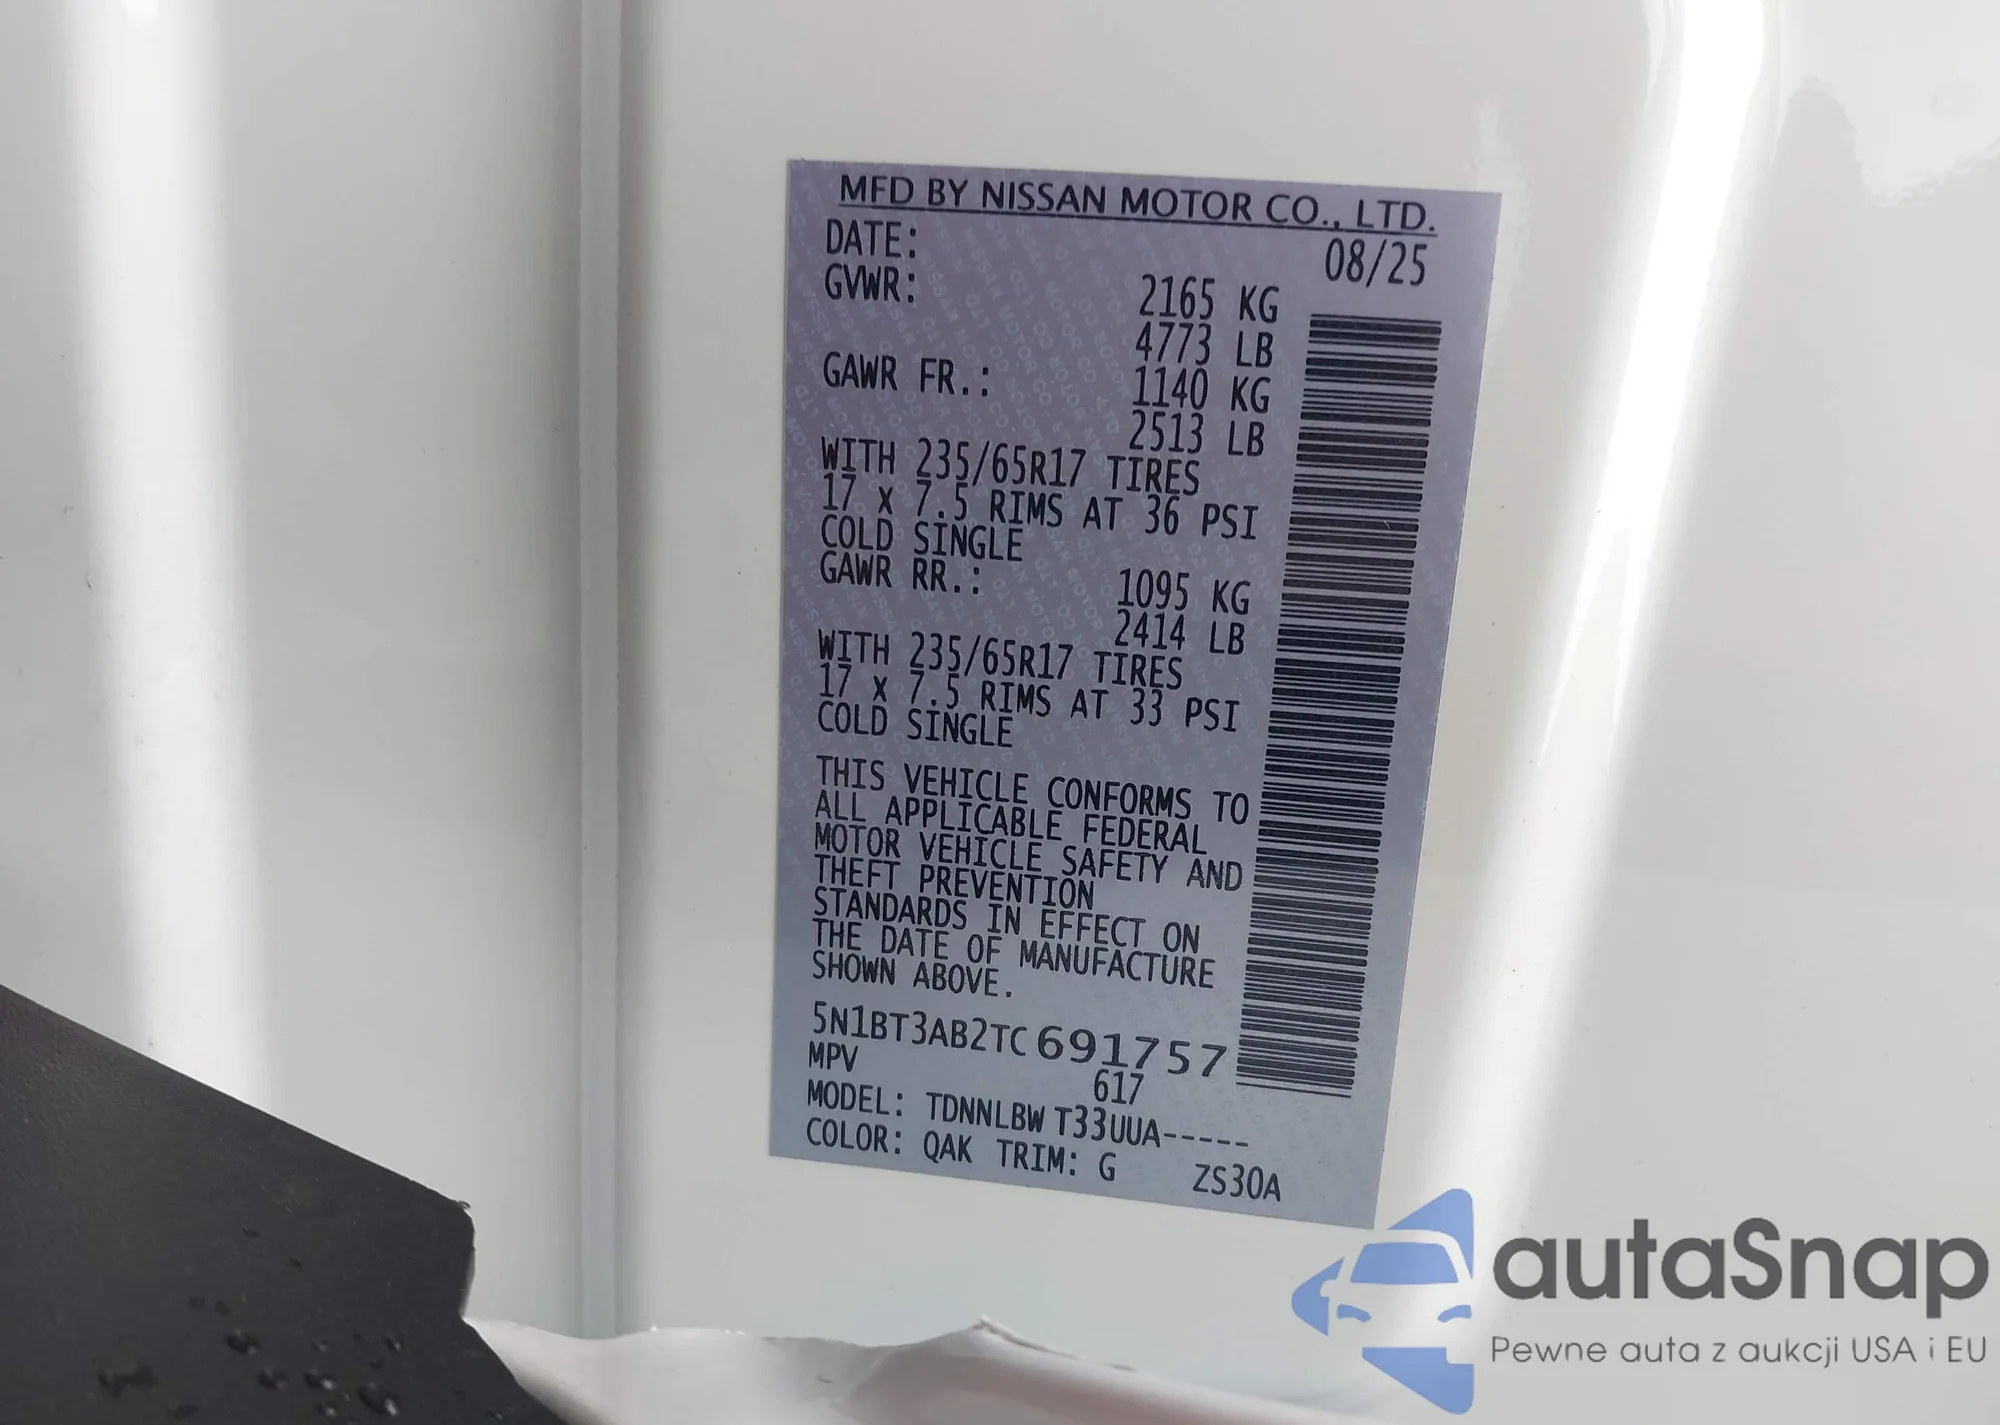 MFD BY NISSAN MOTOR CO., LTD.
DATE: 08/25
GVWR: 2165 KG
4773 LB
GAWR FR.: 1140 KG
2513 LB
WITH 235/65R17 TIRES
17 x 7.5 RIMS AT 36 PSI
COLD SINGLE
GAWR RR.: 1095 KG
2414 LB
WITH 235/65R17 TIRES
17 x 7.5 RIMS AT 33 PSI
COLD SINGLE
THIS VEHICLE CONFORMS TO
ALL APPLICABLE FEDERAL
MOTOR VEHICLE SAFETY AND
THEFT PREVENTION
STANDARDS IN EFFECT ON
THE DATE OF MANUFACTURE
SHOWN ABOVE.
5N1BT3AB2TC691757
MPV 617
MODEL: TDNNLBW T33UUA-----
COLOR: QAK TRIM: G ZS30A
autaSnap
Pewne auta z aukcji USA i EU